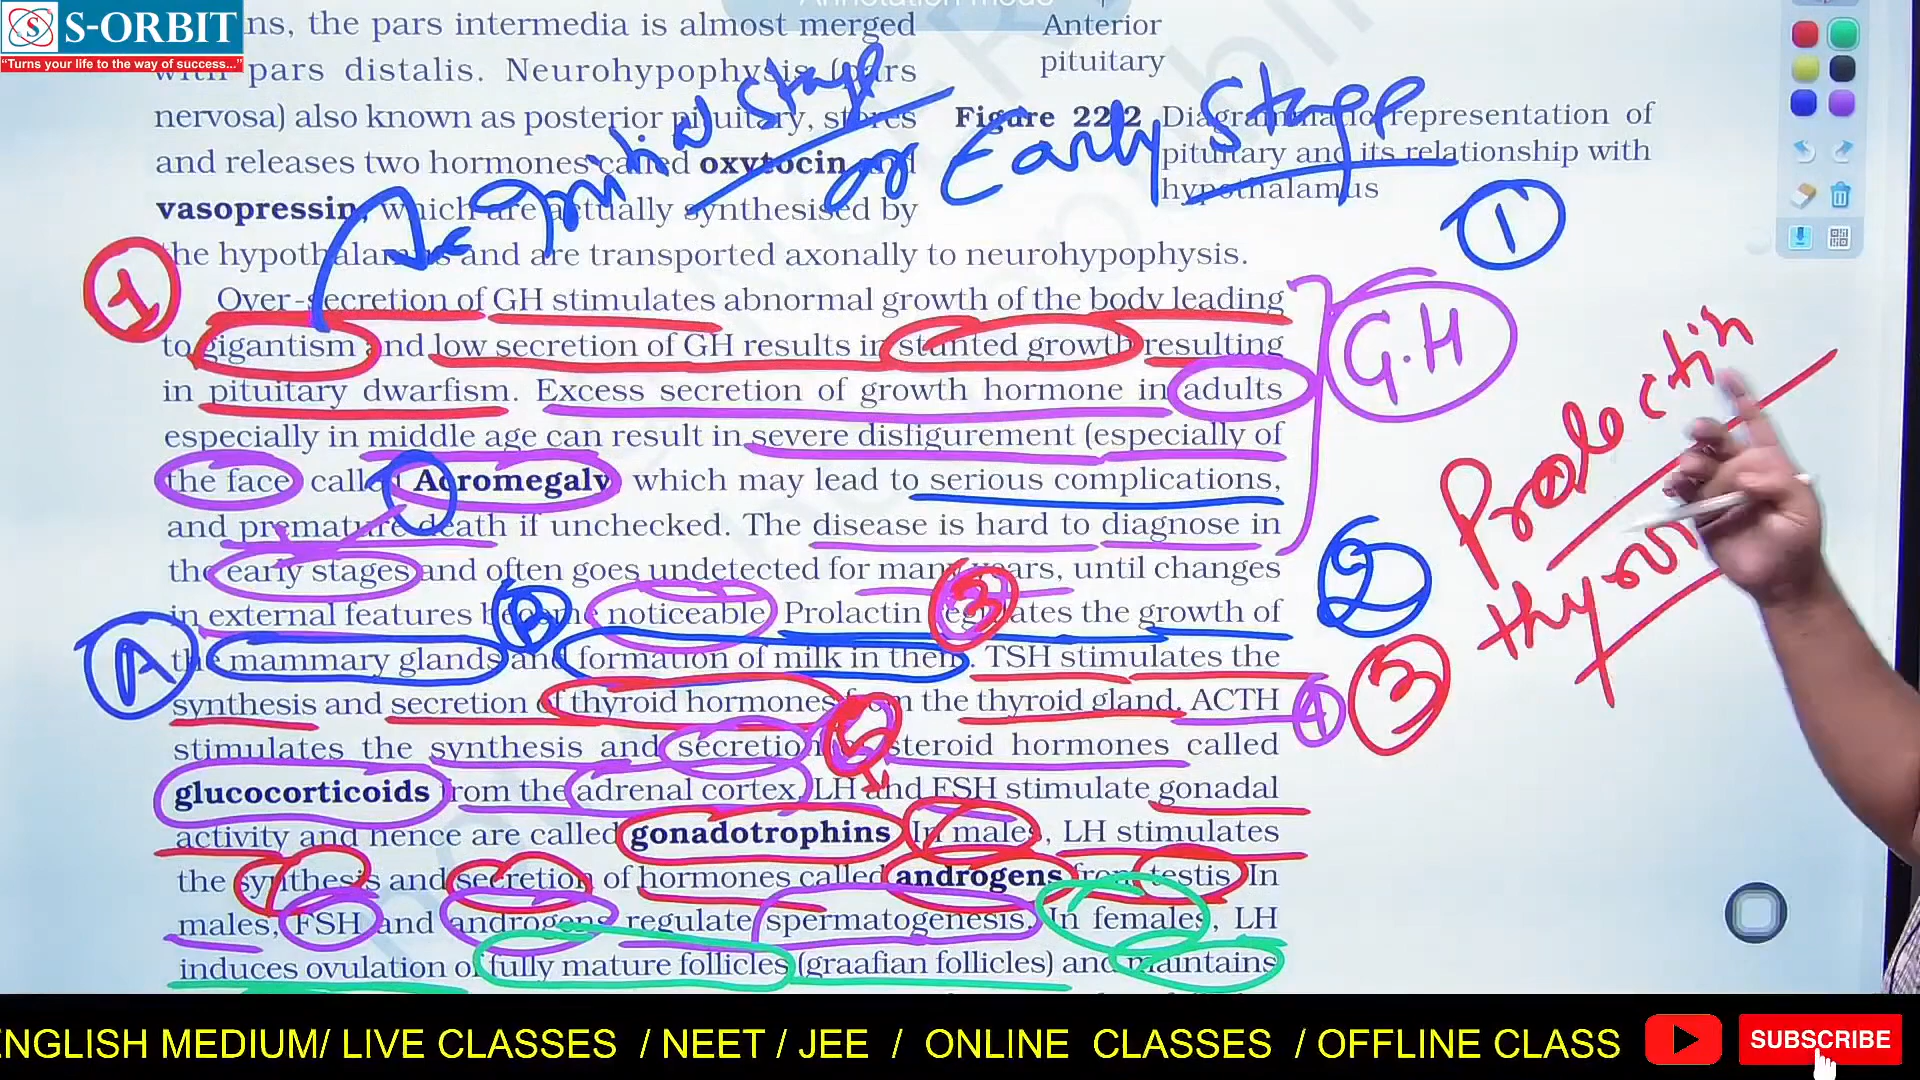 S-ORBIT
"Turns your life to the way of success..."
ns, the pars intermedia is almost merged
with pars distalis. Neurohypophysis (pars
nervosa) also known as posterior pituitary, stores
and releases two hormones called oxytocin and
vasopressin, which are actually synthesised by
the hypothalamus and are transported axonally to neurohypophysis.
Anterior
pituitary
Figure 22.2 Diagrammatic representation of
pituitary and its relationship with
hypothalamus
Initial stage
or Early stage
1
1
Over-secretion of GH stimulates abnormal growth of the body leading
to gigantism and low secretion of GH results in stunted growth resulting
in pituitary dwarfism. Excess secretion of growth hormone in adults
especially in middle age can result in severe disfigurement (especially of
the face called Acromegaly which may lead to serious complications,
and premature death if unchecked. The disease is hard to diagnose in
the early stages and often goes undetected for many years, until changes
in external features become noticeable Prolactin regulates the growth of
the mammary glands and formation of milk in them. TSH stimulates the
synthesis and secretion of thyroid hormones from the thyroid gland. ACTH
stimulates the synthesis and secretion steroid hormones called
glucocorticoids from the adrenal cortex. LH and FSH stimulate gonadal
activity and hence are called gonadotrophins In males, LH stimulates
the synthesis and secretion of hormones called androgens from testis In
males, FSH and androgens regulate spermatogenesis. In females, LH
induces ovulation of fully mature follicles (graafian follicles) and maintains
G.H
Prolactin
2
3
A
B
3
4
5
ENGLISH MEDIUM/ LIVE CLASSES / NEET / JEE / ONLINE CLASSES / OFFLINE CLASS
SUBSCRIBE